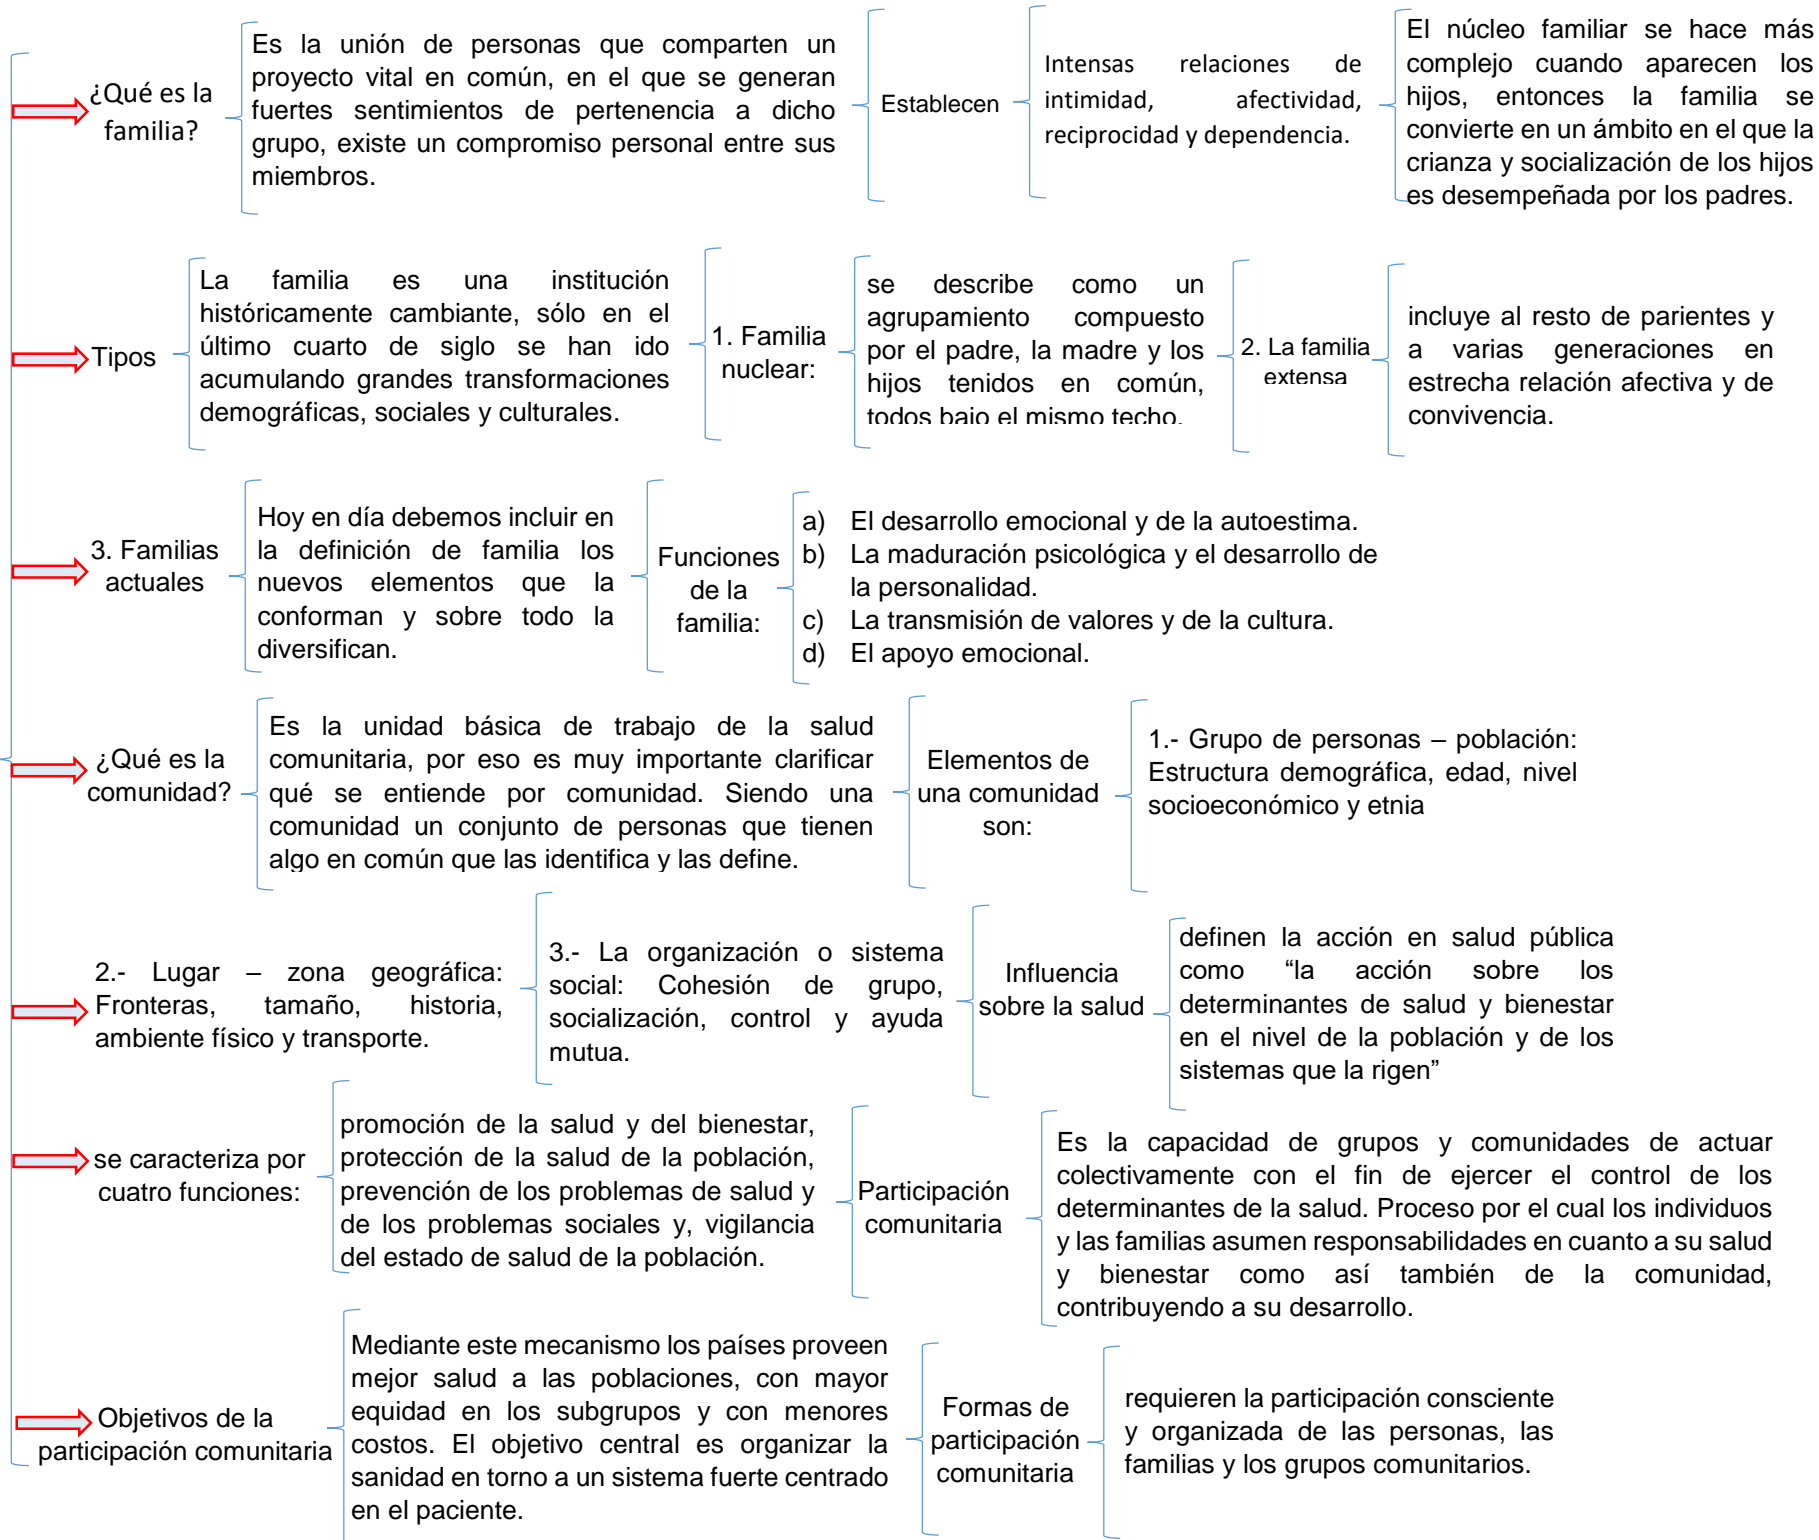 ¿Qué es la
familia?
Es la unión de personas que comparten un
proyecto vital en común, en el que se generan
fuertes sentimientos de pertenencia a dicho
grupo, existe un compromiso personal entre sus
miembros.
Establecen
Intensas relaciones de
intimidad, afectividad,
reciprocidad y dependencia.
El núcleo familiar se hace más
complejo cuando aparecen los
hijos, entonces la familia se
convierte en un ámbito en el que la
crianza y socialización de los hijos
es desempeñada por los padres.
Tipos
La familia es una institución
históricamente cambiante, sólo en el
último cuarto de siglo se han ido
acumulando grandes transformaciones
demográficas, sociales y culturales.
1. Familia
nuclear:
se describe como un
agrupamiento compuesto
por el padre, la madre y los
hijos tenidos en común,
todos bajo el mismo techo.
2. La familia
extensa
incluye al resto de parientes y
a varias generaciones en
estrecha relación afectiva y de
convivencia.
3. Familias
actuales
Hoy en día debemos incluir en
la definición de familia los
nuevos elementos que la
conforman y sobre todo la
diversifican.
Funciones
de la
familia:
a) El desarrollo emocional y de la autoestima.
b) La maduración psicológica y el desarrollo de
la personalidad.
c) La transmisión de valores y de la cultura.
d) El apoyo emocional.
¿Qué es la
comunidad?
Es la unidad básica de trabajo de la salud
comunitaria, por eso es muy importante clarificar
qué se entiende por comunidad. Siendo una
comunidad un conjunto de personas que tienen
algo en común que las identifica y las define.
Elementos de
una comunidad
son:
1.- Grupo de personas – población:
Estructura demográfica, edad, nivel
socioeconómico y etnia
2.- Lugar – zona geográfica:
Fronteras, tamaño, historia,
ambiente físico y transporte.
3.- La organización o sistema
social: Cohesión de grupo,
socialización, control y ayuda
mutua.
Influencia
sobre la salud
definen la acción en salud pública
como “la acción sobre los
determinantes de salud y bienestar
en el nivel de la población y de los
sistemas que la rigen”
se caracteriza por
cuatro funciones:
promoción de la salud y del bienestar,
protección de la salud de la población,
prevención de los problemas de salud y
de los problemas sociales y, vigilancia
del estado de salud de la población.
Participación
comunitaria
Es la capacidad de grupos y comunidades de actuar
colectivamente con el fin de ejercer el control de los
determinantes de la salud. Proceso por el cual los individuos
y las familias asumen responsabilidades en cuanto a su salud
y bienestar como así también de la comunidad,
contribuyendo a su desarrollo.
Objetivos de la
participación comunitaria
Mediante este mecanismo los países proveen
mejor salud a las poblaciones, con mayor
equidad en los subgrupos y con menores
costos. El objetivo central es organizar la
sanidad en torno a un sistema fuerte centrado
en el paciente.
Formas de
participación
comunitaria
requieren la participación consciente
y organizada de las personas, las
familias y los grupos comunitarios.